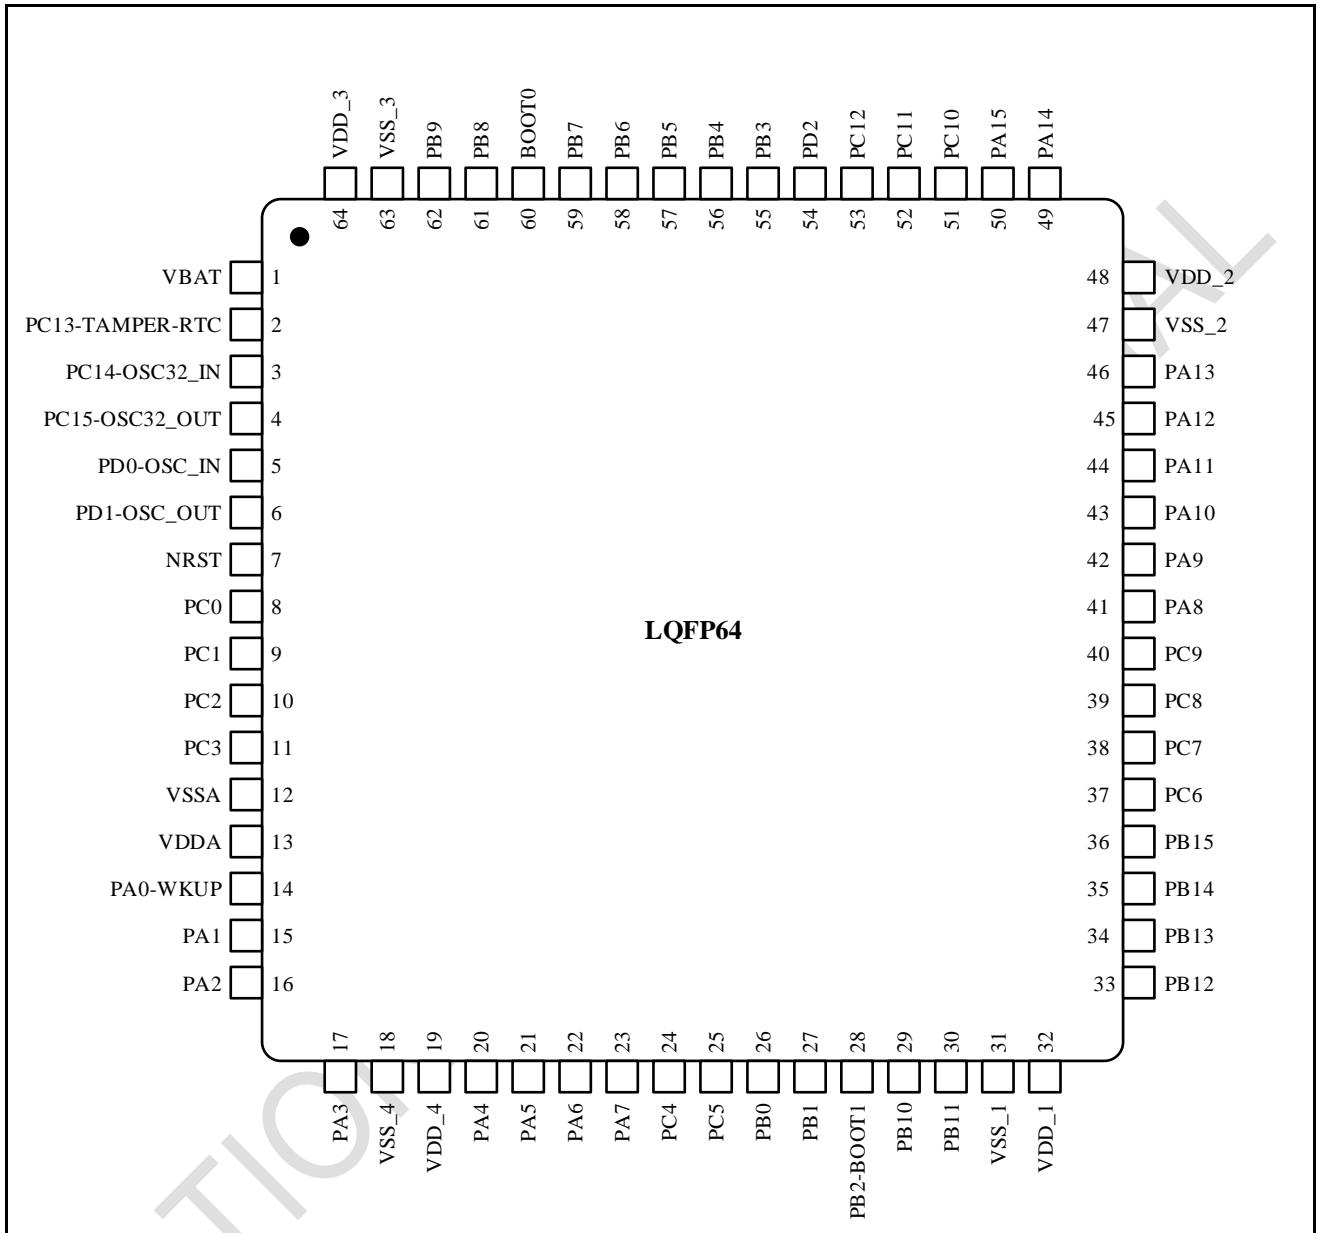 VDD_3
VSS_3
PB9
PB8
BOOT0
PB7
PB6
PB5
PB4
PB3
PD2
PC12
PC11
PC10
PA15
PA14
64
63
62
61
60
59
58
57
56
55
54
53
52
51
50
49
VBAT 1
PC13-TAMPER-RTC 2
PC14-OSC32_IN 3
PC15-OSC32_OUT 4
PD0-OSC_IN 5
PD1-OSC_OUT 6
NRST 7
PC0 8
PC1 9
PC2 10
PC3 11
VSSA 12
VDDA 13
PA0-WKUP 14
PA1 15
PA2 16
LQFP64
48 VDD_2
47 VSS_2
46 PA13
45 PA12
44 PA11
43 PA10
42 PA9
41 PA8
40 PC9
39 PC8
38 PC7
37 PC6
36 PB15
35 PB14
34 PB13
33 PB12
17
18
19
20
21
22
23
24
25
26
27
28
29
30
31
32
PA3
VSS_4
VDD_4
PA4
PA5
PA6
PA7
PC4
PC5
PB0
PB1
PB2-BOOT1
PB10
PB11
VSS_1
VDD_1